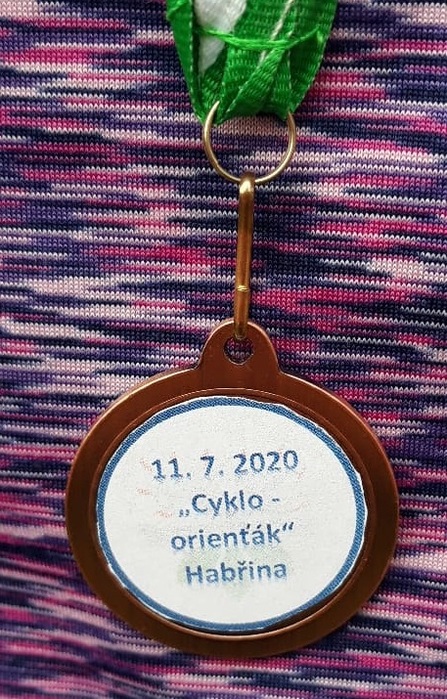 11. 7. 2020
„Cyklo -
orienťák“
Habřina